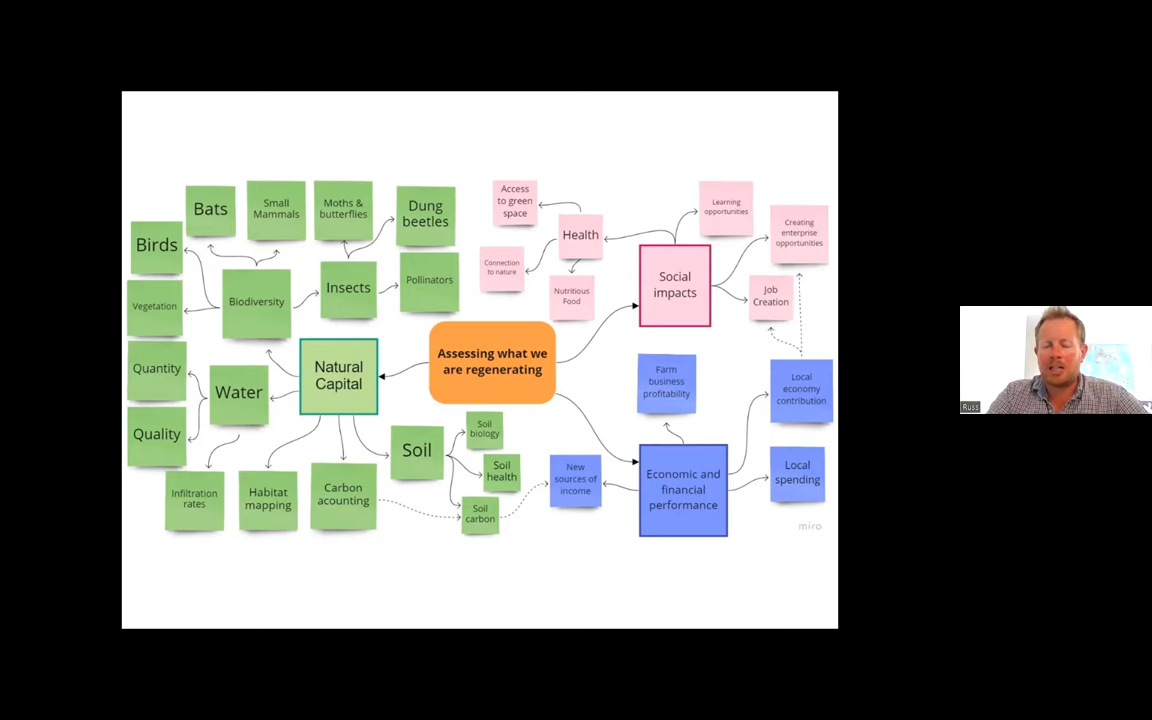 Bats
Small
Mammals
Moths &
butterflies
Dung
beetles
Birds
Biodiversity
Insects
Pollinators
Vegetation
Quantity
Water
Quality
Natural
Capital
Infiltration
rates
Habitat
mapping
Carbon
acounting
Soil
Soil
biology
Soil
health
Soil
carbon
Assessing what we
are regenerating
Access
to green
space
Health
Connection
to nature
Nutritious
Food
Social
impacts
Learning
opportunities
Creating
enterprise
opportunities
Job
Creation
Farm
business
profitability
Local
economy
contribution
New
sources of
income
Economic and
financial
performance
Local
spending
miro
Russ